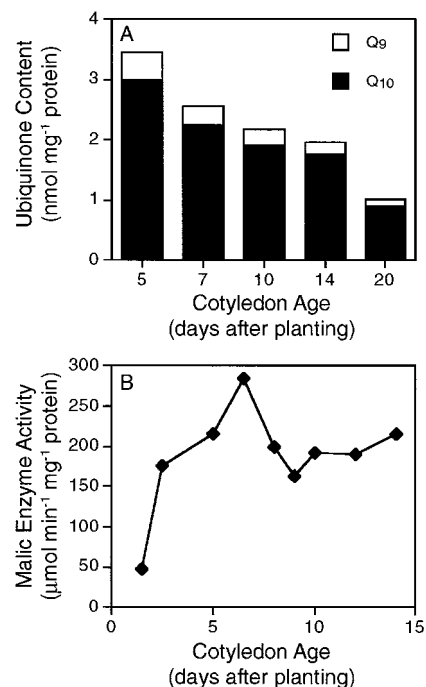 A
Q9
Q10
Ubiquinone Content
(nmol mg-1 protein)
4
3
2
1
0
5 7 10 14 20
Cotyledon Age
(days after planting)
B
Malic Enzyme Activity
(μmol min-1 mg-1 protein)
300
250
200
150
100
50
0
0 5 10 15
Cotyledon Age
(days after planting)